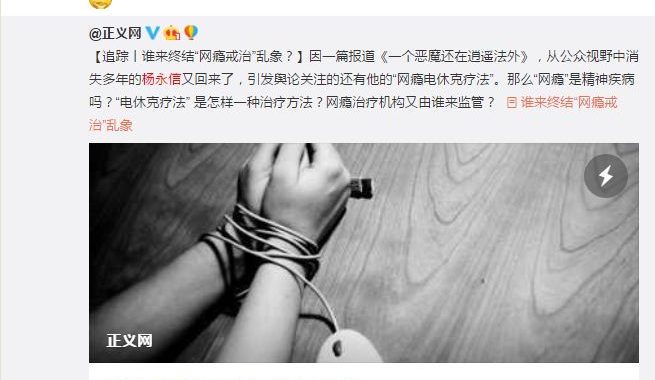 @正义网
【追踪丨谁来终结“网瘾戒治”乱象？】因一篇报道《一个恶魔还在逍遥法外》，从公众视野中消
失多年的杨永信又回来了，引发舆论关注的还有他的“网瘾电休克疗法”。那么“网瘾”是精神疾病
吗？“电休克疗法” 是怎样一种治疗方法？网瘾治疗机构又由谁来监管？ 谁来终结“网瘾戒
治”乱象
正义网